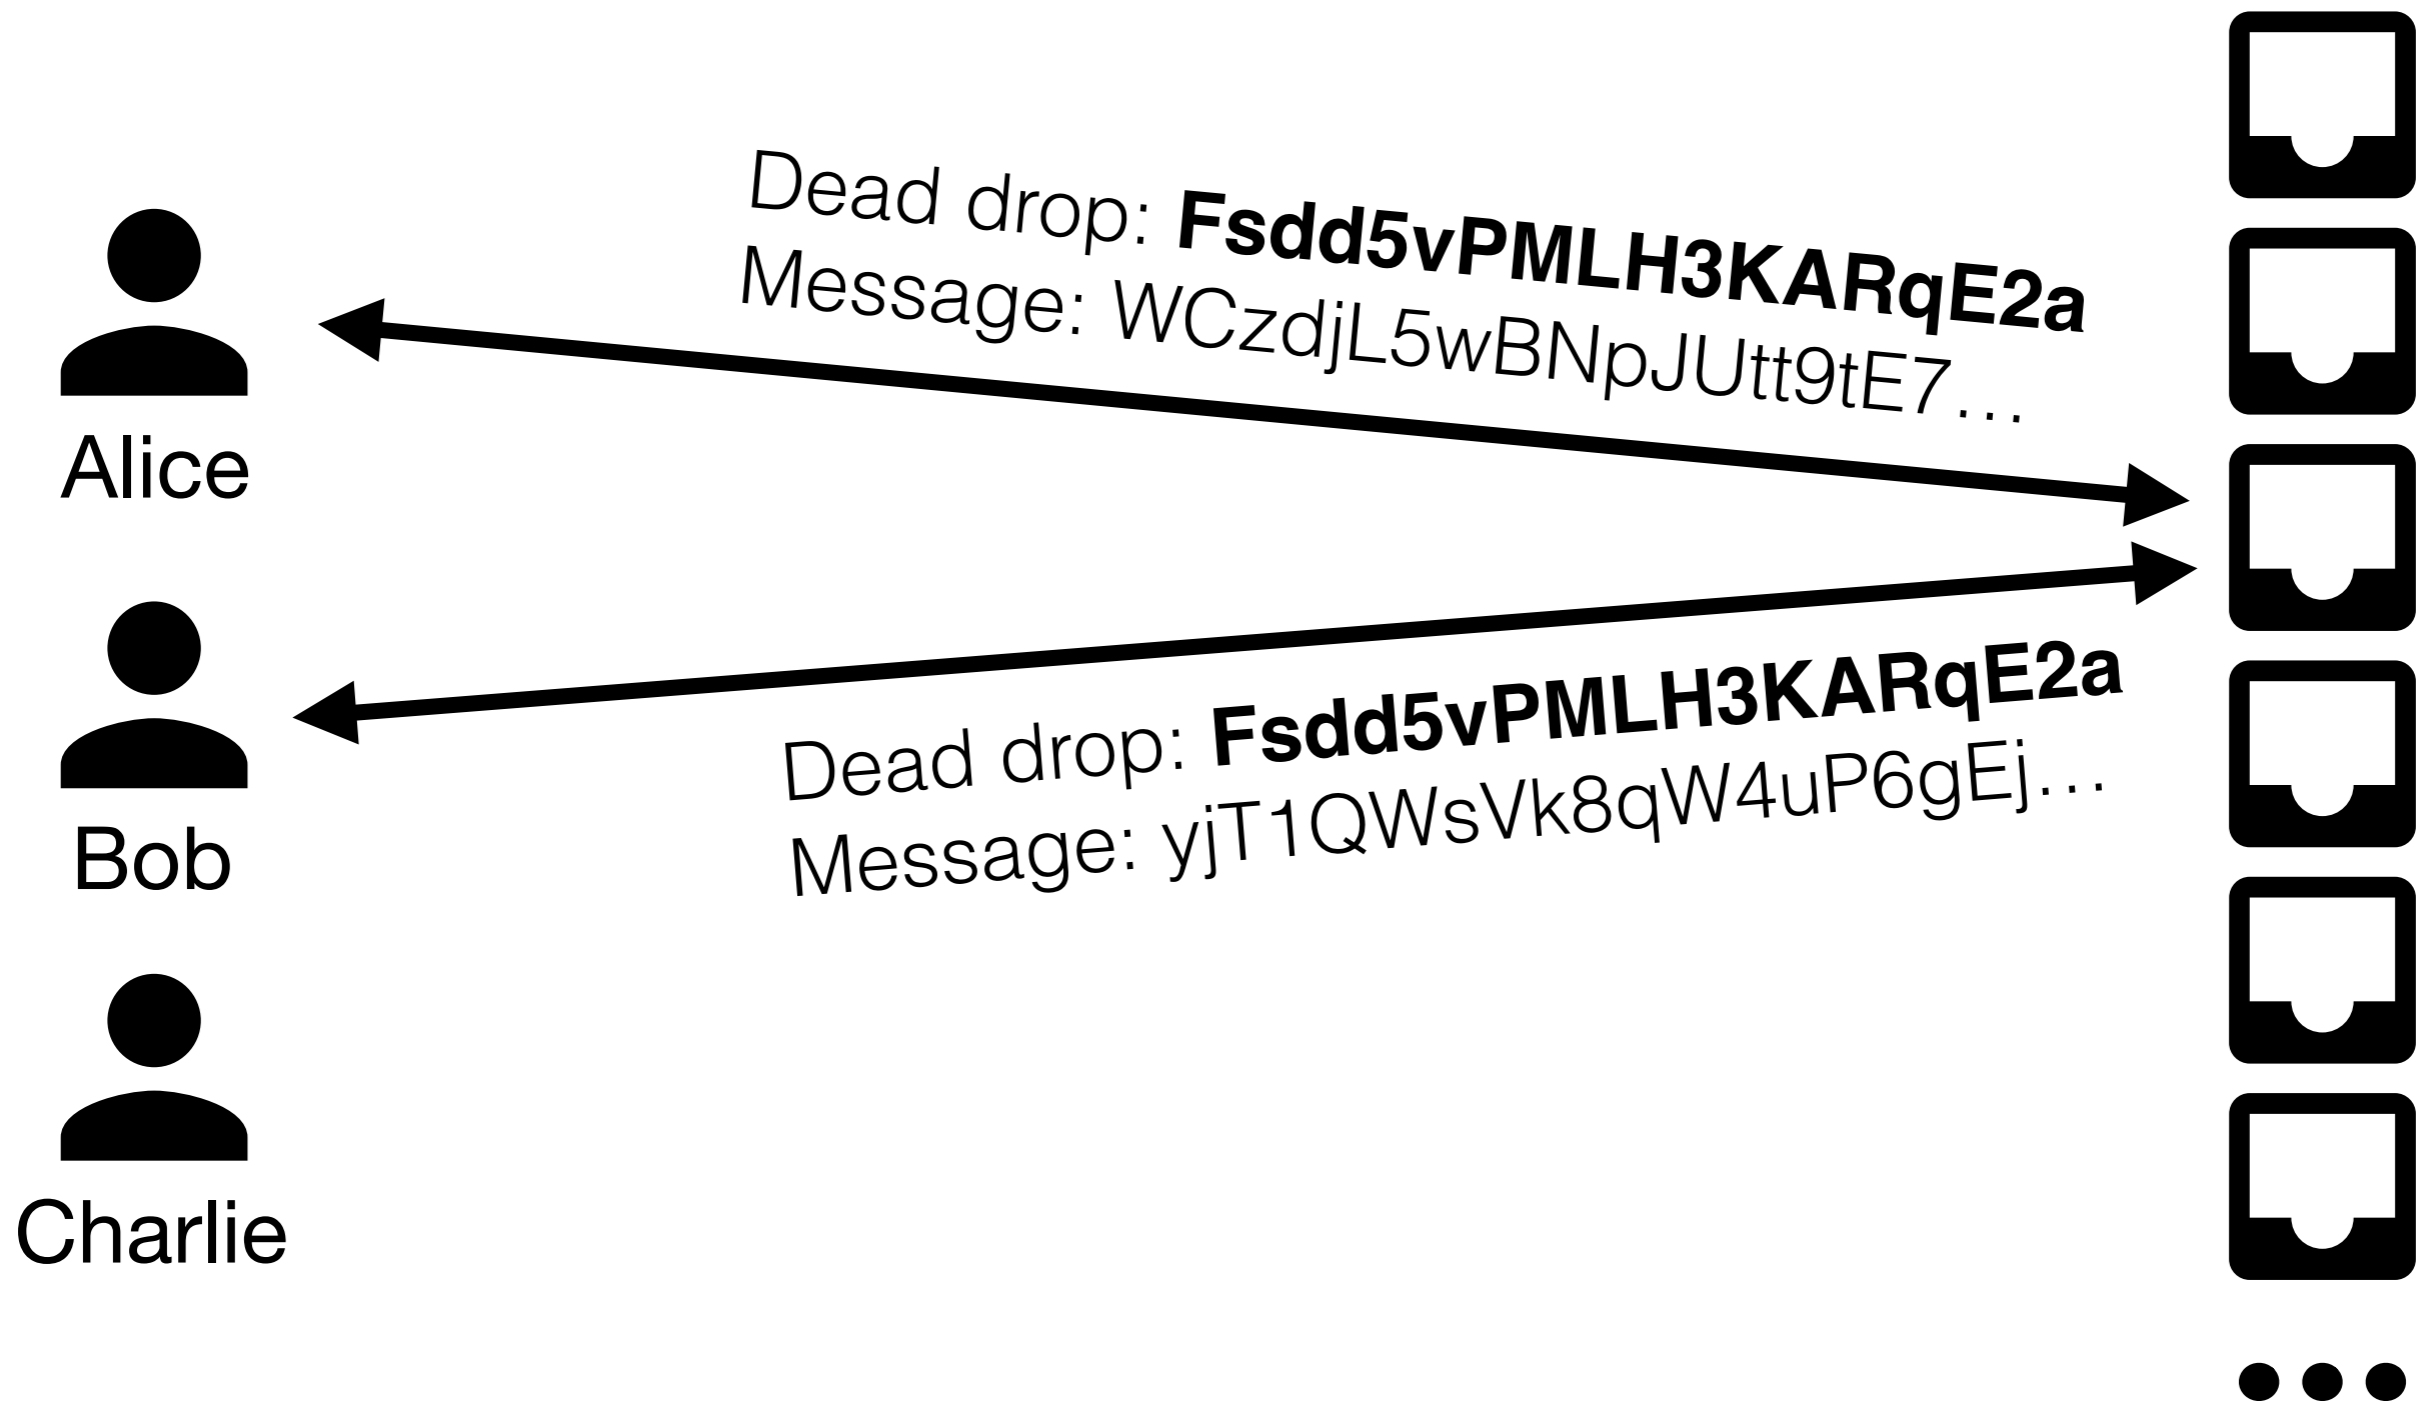 Dead drop: Fsdd5vPMLH3KARqE2a
Message: WCzdjL5wBNpJUtt9tE7…
Alice
Dead drop: Fsdd5vPMLH3KARqE2a
Message: yjT1QWsVk8qW4uP6gEj…
Bob
Charlie